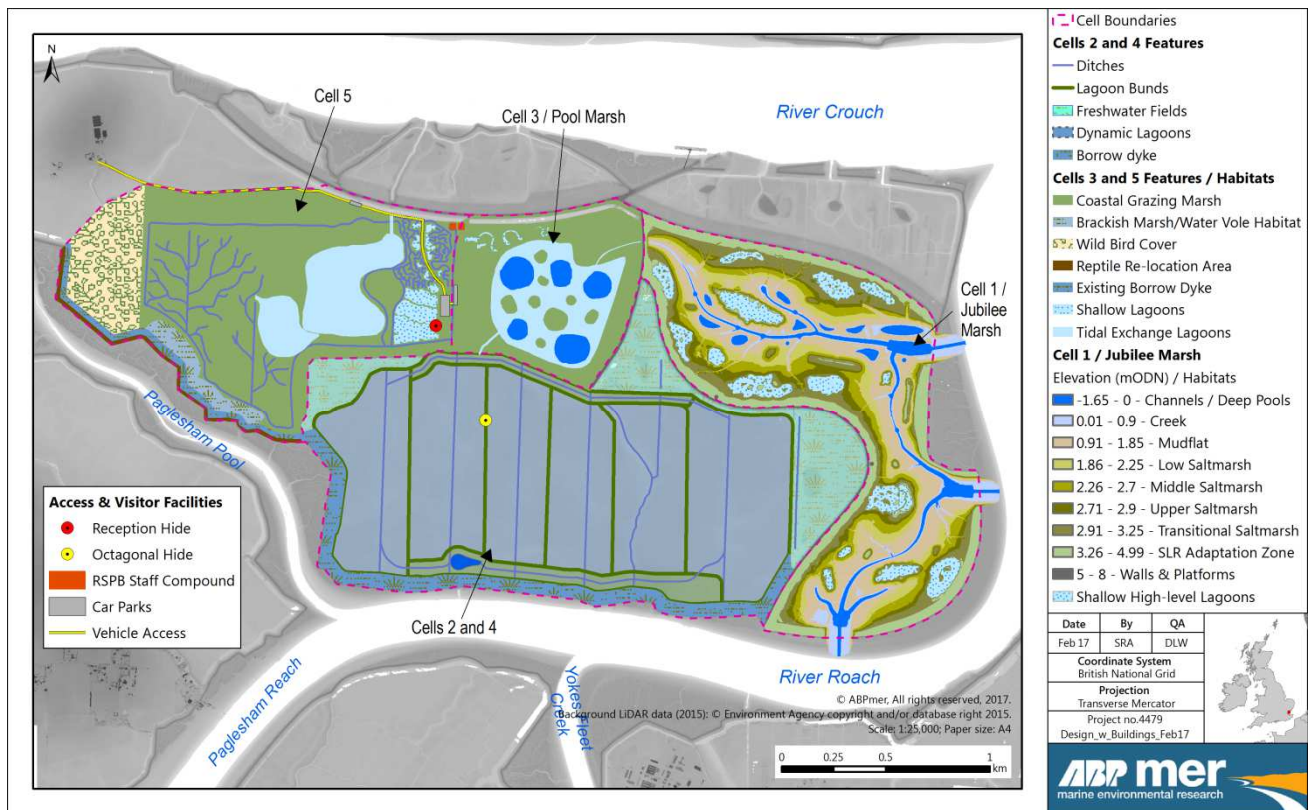 N
Cell 5
Cell 3 / Pool Marsh
River Crouch
Cell 1 /
Jubilee
Marsh
Paglesham Pool
Access & Visitor Facilities
Reception Hide
Octagonal Hide
RSPB Staff Compound
Car Parks
Vehicle Access
Cells 2 and 4
Paglesham Reach
Yokes Fleet
Creek
River Roach
© ABPmer, All rights reserved, 2017.
Background LiDAR data (2015): © Environment Agency copyright and/or database right 2015.
Scale: 1:25,000; Paper size: A4
0 0.25 0.5 1
km
Cell Boundaries
Cells 2 and 4 Features
Ditches
Lagoon Bunds
Freshwater Fields
Dynamic Lagoons
Borrow dyke
Cells 3 and 5 Features / Habitats
Coastal Grazing Marsh
Brackish Marsh/Water Vole Habitat
Wild Bird Cover
Reptile Re-location Area
Existing Borrow Dyke
Shallow Lagoons
Tidal Exchange Lagoons
Cell 1 / Jubilee Marsh
Elevation (mODN) / Habitats
-1.65 - 0 - Channels / Deep Pools
0.01 - 0.9 - Creek
0.91 - 1.85 - Mudflat
1.86 - 2.25 - Low Saltmarsh
2.26 - 2.7 - Middle Saltmarsh
2.71 - 2.9 - Upper Saltmarsh
2.91 - 3.25 - Transitional Saltmarsh
3.26 - 4.99 - SLR Adaptation Zone
5 - 8 - Walls & Platforms
Shallow High-level Lagoons
Date By QA
Feb 17 SRA DLW
Coordinate System
British National Grid
Projection
Transverse Mercator
Project no.4479
Design_w_Buildings_Feb17
ABPmer
marine environmental research